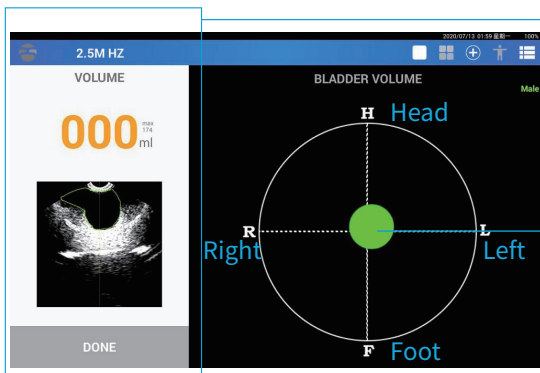 2020/07/13 01:59 星期一 100%
2.5M HZ
VOLUME
000
max
174
ml
DONE
BLADDER VOLUME
Male
H Head
R
L
Right
Left
F Foot